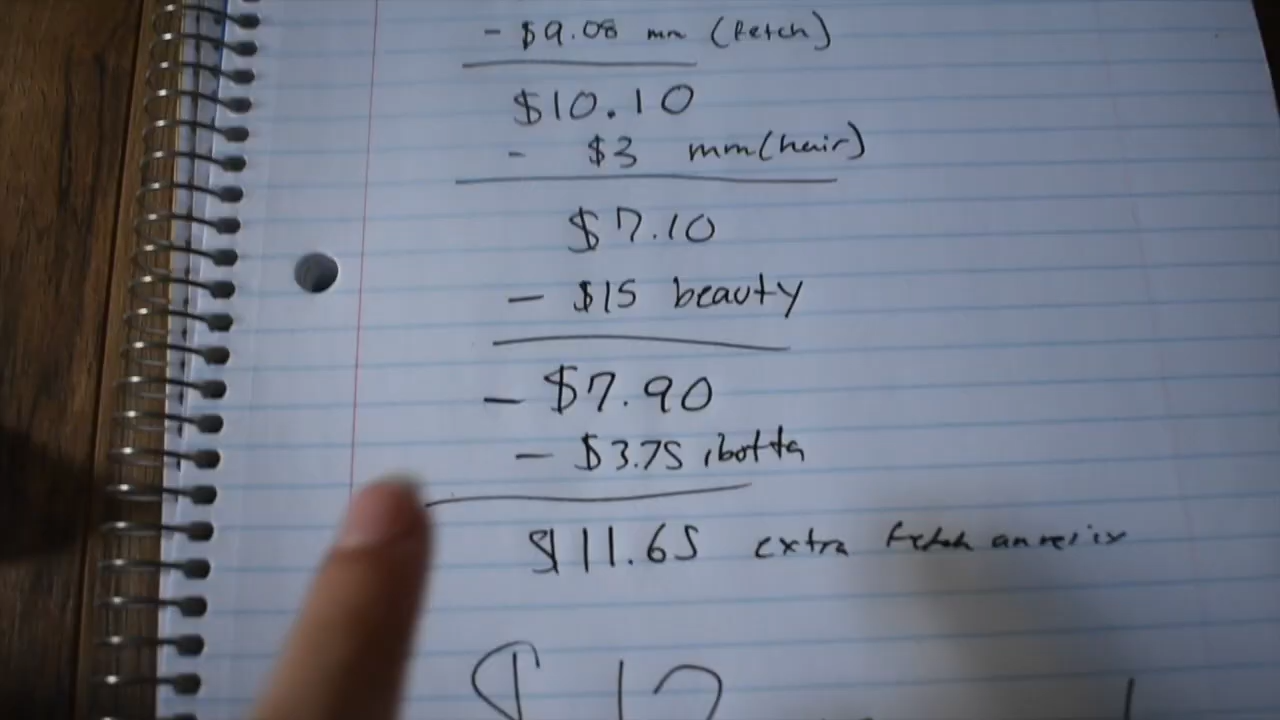 - $9.08 mm (Fetch)
$10.10
- $3 mm(hair)
$7.10
- $15 beauty
- $7.90
- $3.75 ibotta
$11.65 extra fetch